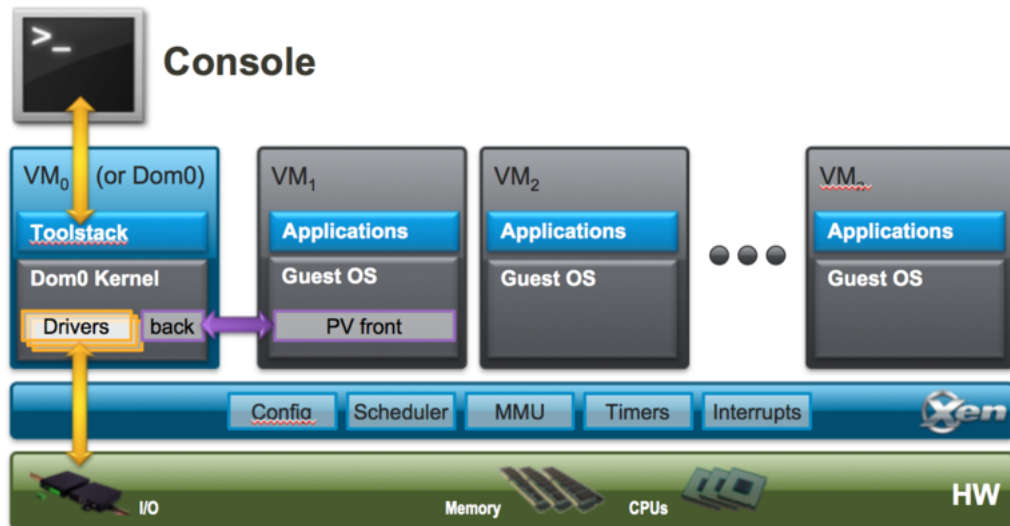 >_
Console
VM0 (or Dom0)
Toolstack
Dom0 Kernel
Drivers
back
VM1
Applications
Guest OS
PV front
VM2
Applications
Guest OS
VMn
Applications
Guest OS
Config
Scheduler
MMU
Timers
Interrupts
Xen
I/O
Memory
CPUs
HW